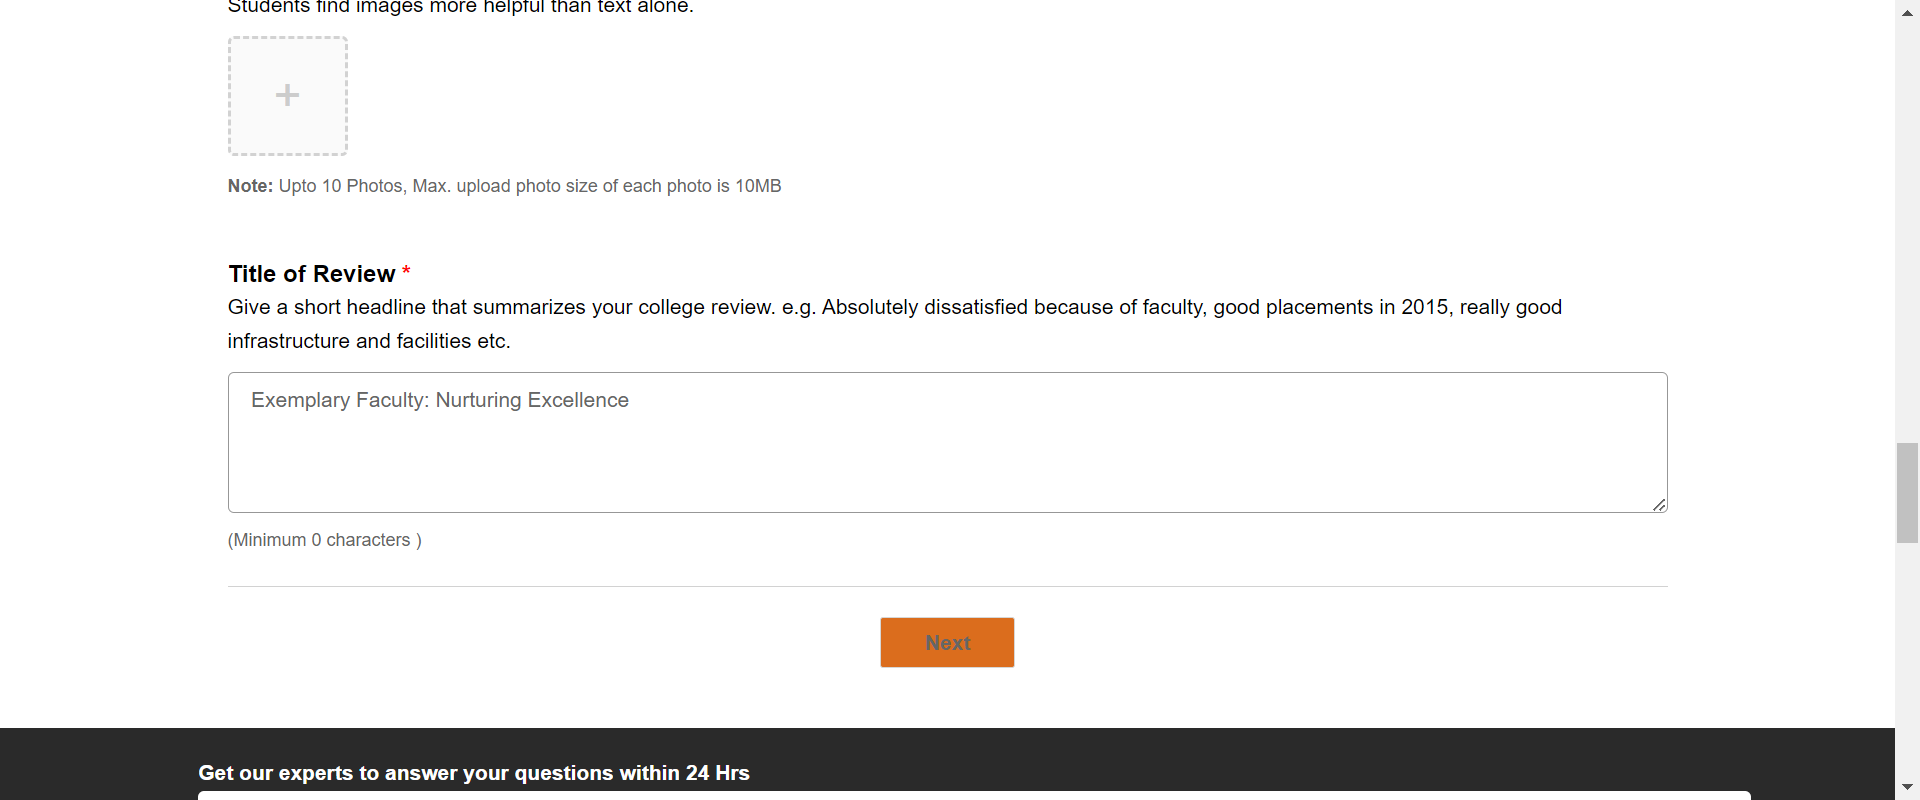 Students find images more helpful than text alone.
+
Note: Upto 10 Photos, Max. upload photo size of each photo is 10MB
Title of Review *
Give a short headline that summarizes your college review. e.g. Absolutely dissatisfied because of faculty, good placements in 2015, really good
infrastructure and facilities etc.
Exemplary Faculty: Nurturing Excellence
(Minimum 0 characters )
Next
Get our experts to answer your questions within 24 Hrs